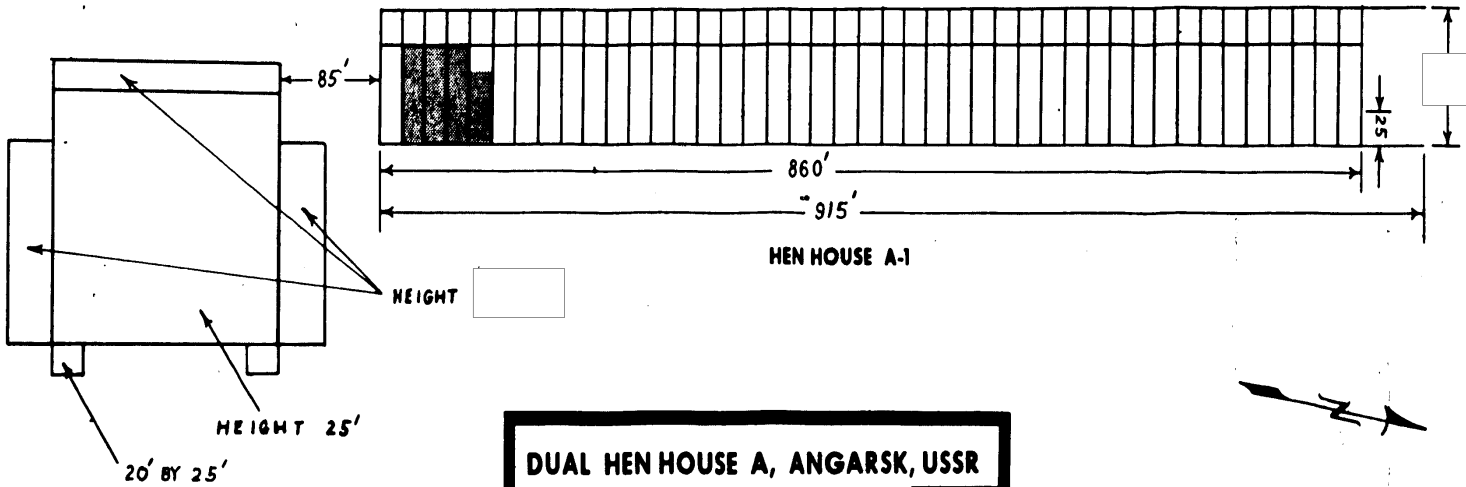 85'
25
860'
915'
HEN HOUSE A-1
HEIGHT
HEIGHT 25'
20' BY 25'
N
DUAL HEN HOUSE A, ANGARSK, USSR